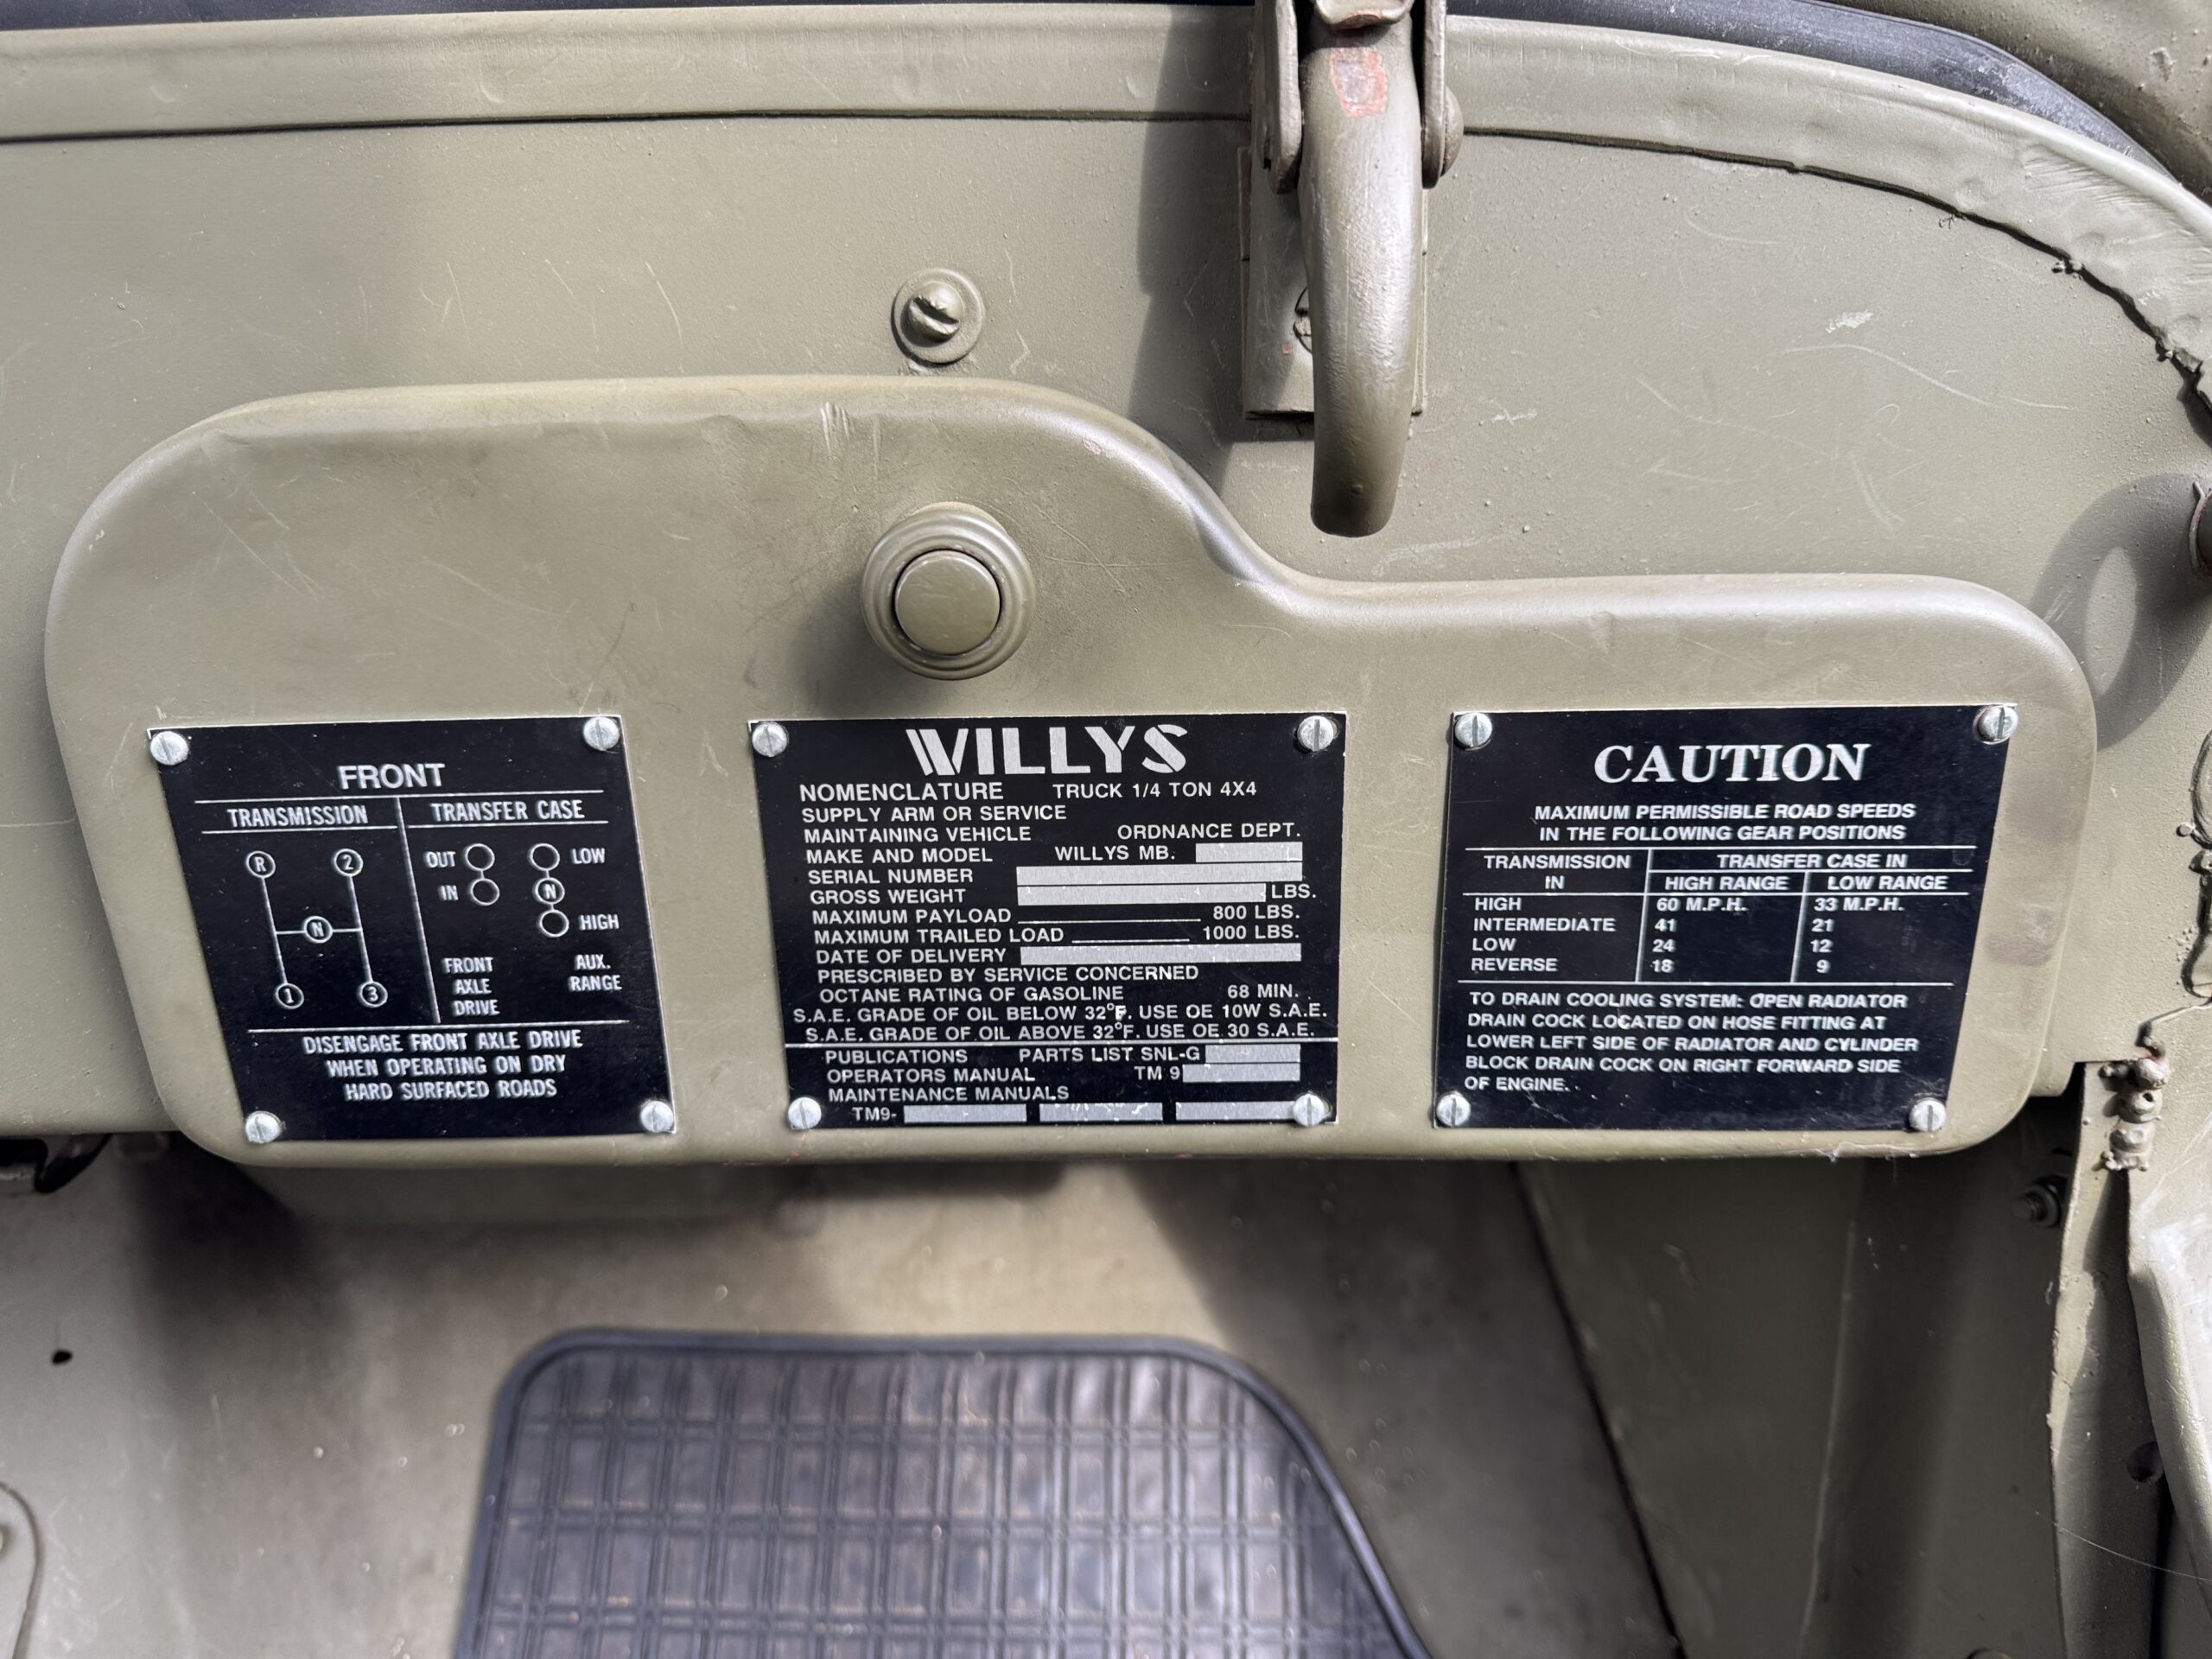 FRONT
TRANSMISSION TRANSFER CASE
R 2 OUT LOW
IN N
N HIGH
1 3
FRONT AUX.
AXLE RANGE
DRIVE
DISENGAGE FRONT AXLE DRIVE
WHEN OPERATING ON DRY
HARD SURFACED ROADS
WILLYS
NOMENCLATURE TRUCK 1/4 TON 4X4
SUPPLY ARM OR SERVICE
MAINTAINING VEHICLE ORDNANCE DEPT.
MAKE AND MODEL WILLYS MB.
SERIAL NUMBER
GROSS WEIGHT LBS.
MAXIMUM PAYLOAD 800 LBS.
MAXIMUM TRAILED LOAD 1000 LBS.
DATE OF DELIVERY
PRESCRIBED BY SERVICE CONCERNED
OCTANE RATING OF GASOLINE 68 MIN.
S.A.E. GRADE OF OIL BELOW 32°F. USE OE 10W S.A.E.
S.A.E. GRADE OF OIL ABOVE 32°F. USE OE 30 S.A.E.
PUBLICATIONS PARTS LIST SNL-G
OPERATORS MANUAL TM 9
MAINTENANCE MANUALS
TM9-
CAUTION
MAXIMUM PERMISSIBLE ROAD SPEEDS
IN THE FOLLOWING GEAR POSITIONS
TRANSMISSION TRANSFER CASE IN
IN HIGH RANGE LOW RANGE
HIGH 60 M.P.H. 33 M.P.H.
INTERMEDIATE 41 21
LOW 24 12
REVERSE 18 9
TO DRAIN COOLING SYSTEM: OPEN RADIATOR
DRAIN COCK LOCATED ON HOSE FITTING AT
LOWER LEFT SIDE OF RADIATOR AND CYLINDER
BLOCK DRAIN COCK ON RIGHT FORWARD SIDE
OF ENGINE.